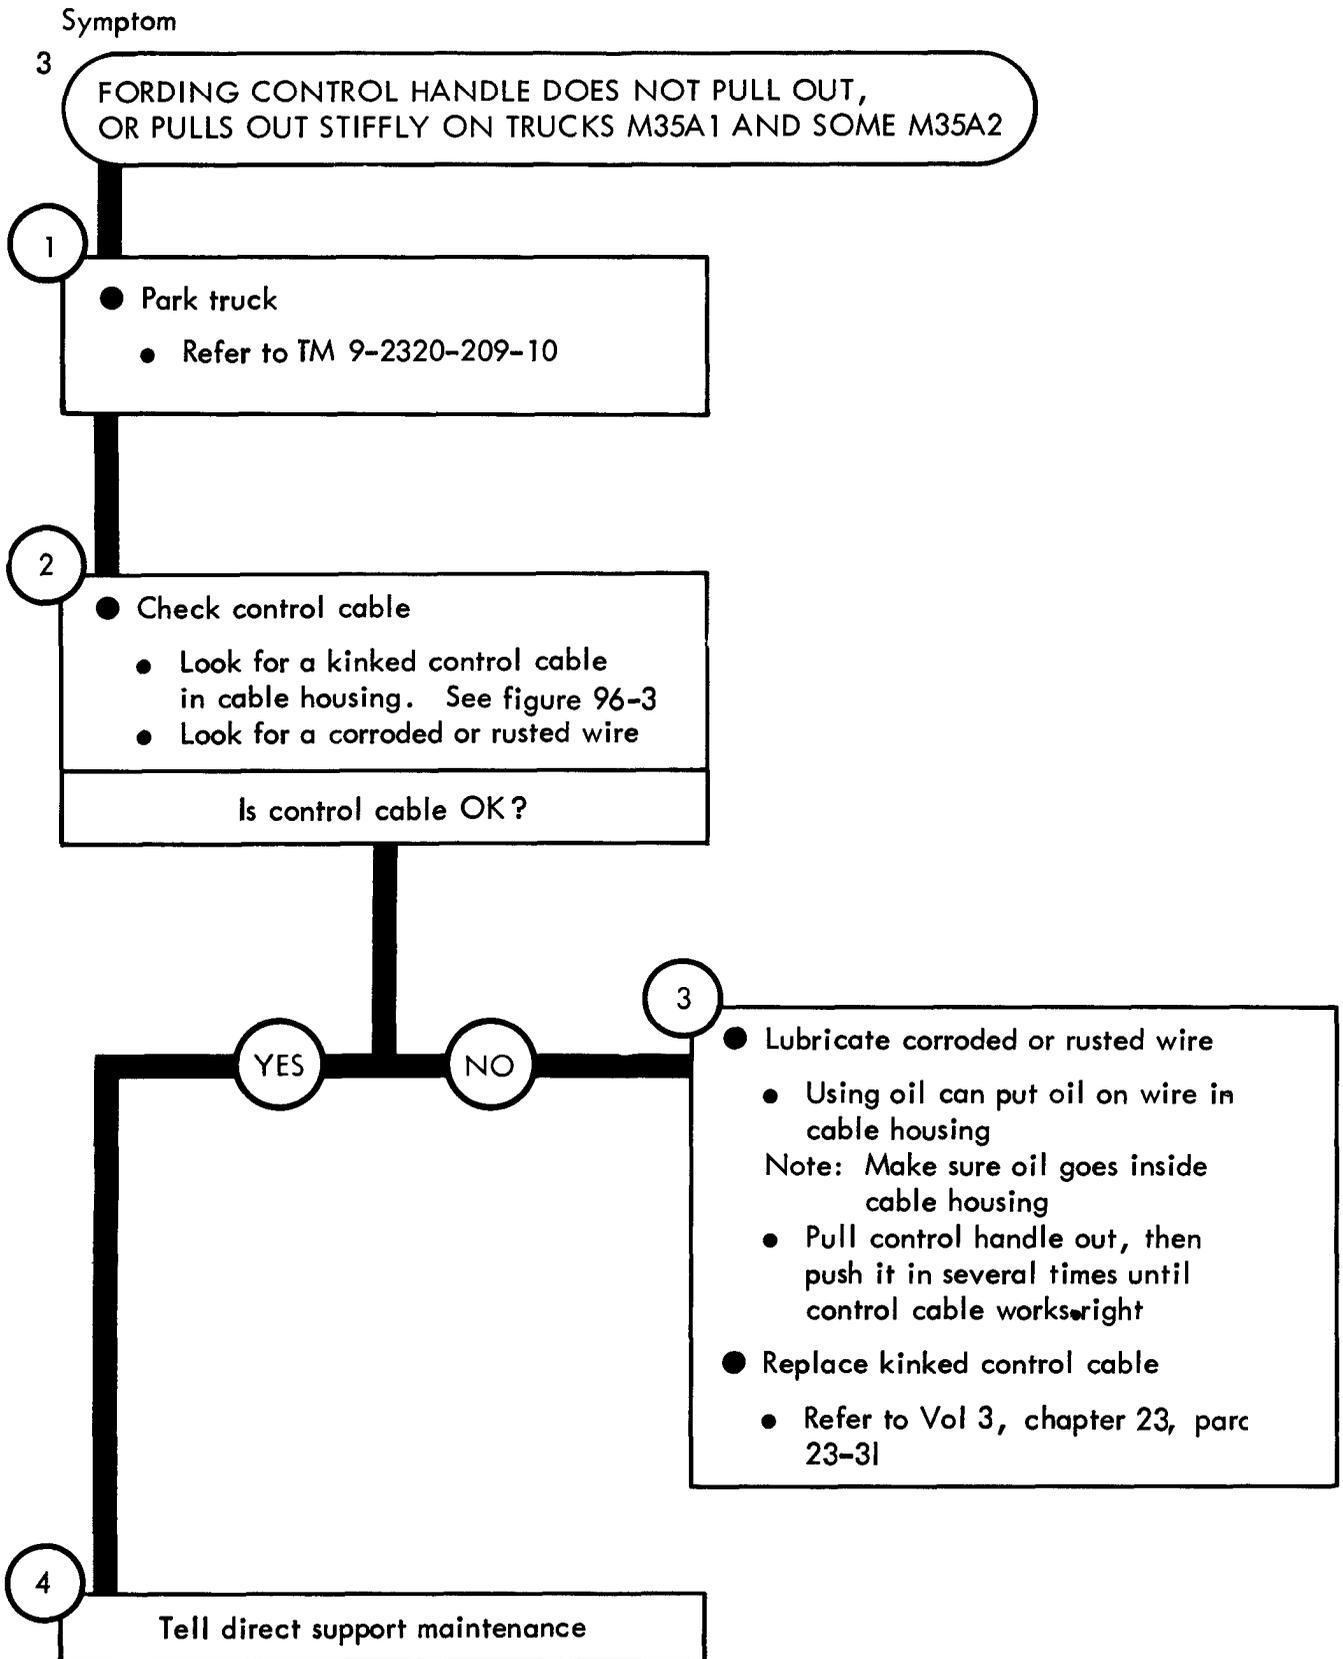 Symptom
3
FORDING CONTROL HANDLE DOES NOT PULL OUT,
OR PULLS OUT STIFFLY ON TRUCKS M35A1 AND SOME M35A2
1
● Park truck
● Refer to TM 9-2320-209-10
2
● Check control cable
● Look for a kinked control cable
in cable housing. See figure 96-3
● Look for a corroded or rusted wire
Is control cable OK?
YES
NO
3
● Lubricate corroded or rusted wire
● Using oil can put oil on wire in
cable housing
Note: Make sure oil goes inside
cable housing
● Pull control handle out, then
push it in several times until
control cable works right
● Replace kinked control cable
● Refer to Vol 3, chapter 23, para
23-31
4
Tell direct support maintenance